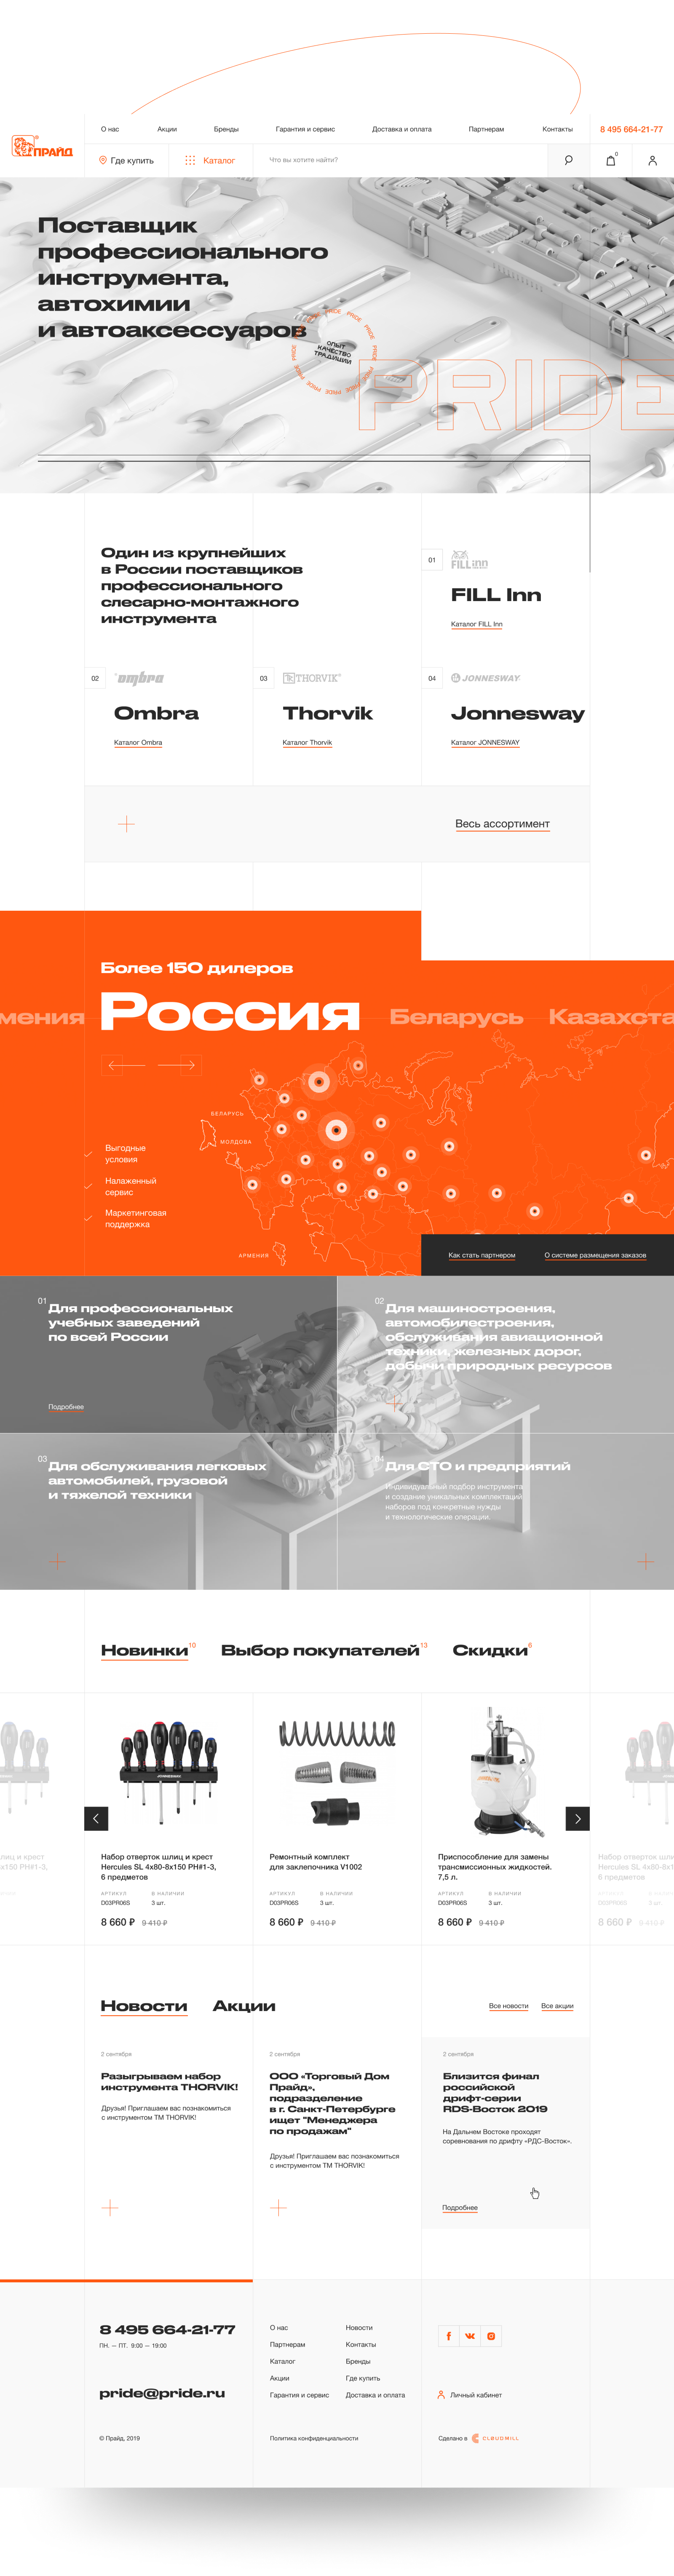 ПРАЙД
О нас
Акции
Бренды
Гарантия и сервис
Доставка и оплата
Партнерам
Контакты
8 495 664-21-77
Где купить
Каталог
Что вы хотите найти?
0
Поставщик
профессионального
инструмента,
автохимии
и автоаксессуаров
PRIDE PRIDE PRIDE PRIDE PRIDE PRIDE PRIDE
ОПЫТ
КАЧЕСТВО
ТРАДИЦИИ
PRIDE
Один из крупнейших
в России поставщиков
профессионального
слесарно-монтажного
инструмента
01
FILL inn
FILL Inn
Каталог FILL Inn
02
ombra
Ombra
Каталог Ombra
03
THORVIK
Thorvik
Каталог Thorvik
04
JONNESWAY
Jonnesway
Каталог JONNESWAY
Весь ассортимент
Более 150 дилеров
мения
Россия
Беларусь
Казахста
БЕЛАРУСЬ
МОЛДОВА
АРМЕНИЯ
Выгодные
условия
Налаженный
сервис
Маркетинговая
поддержка
Как стать партнером
О системе размещения заказов
01
Для профессиональных
учебных заведений
по всей России
Подробнее
02
Для машиностроения,
автомобилестроения,
обслуживания авиационной
техники, железных дорог,
добычи природных ресурсов
03
Для обслуживания легковых
автомобилей, грузовой
и тяжелой техники
04
Для СТО и предприятий
Индивидуальный подбор инструмента
и создание уникальных комплектаций
наборов под конкретные нужды
и технологические операции.
Новинки 10
Выбор покупателей 13
Скидки 6
лиц и крест
x150 PH#1-3,
JONNESWAY
Набор отверток шлиц и крест
Hercules SL 4x80-8x150 PH#1-3,
6 предметов
АРТИКУЛ
В НАЛИЧИИ
D03PR06S
3 шт.
8 660 ₽
9 410 ₽
Ремонтный комплект
для заклепочника V1002
АРТИКУЛ
В НАЛИЧИИ
D03PR06S
3 шт.
8 660 ₽
9 410 ₽
Приспособление для замены
трансмиссионных жидкостей.
7,5 л.
АРТИКУЛ
В НАЛИЧИИ
D03PR06S
3 шт.
8 660 ₽
9 410 ₽
Набор отверток шли
Hercules SL 4x80-8x1
6 предметов
D03PR06S
3 шт.
8 660 ₽
9 410 ₽
Новости
Акции
Все новости
Все акции
2 сентября
Разыгрываем набор
инструмента THORVIK!
Друзья! Приглашаем вас познакомиться
с инструментом ТМ THORVIK!
2 сентября
ООО «Торговый Дом
Прайд»,
подразделение
в г. Санкт-Петербурге
ищет "Менеджера
по продажам"
Друзья! Приглашаем вас познакомиться
с инструментом ТМ THORVIK!
2 сентября
Близится финал
российской
дрифт-серии
RDS-Восток 2019
На Дальнем Востоке проходят
соревнования по дрифту «РДС-Восток».
Подробнее
8 495 664-21-77
ПН. — ПТ. 9:00 — 19:00
pride@pride.ru
© Прайд, 2019
О нас
Партнерам
Каталог
Акции
Гарантия и сервис
Новости
Контакты
Бренды
Где купить
Доставка и оплата
Политика конфиденциальности
Личный кабинет
Сделано в
CLOUDMILL